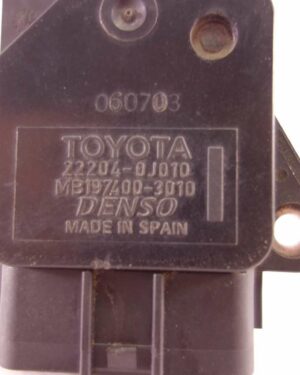 060703
TOYOTA
22204-0J010
MB197400-3010
DENSO
MADE IN SPAIN